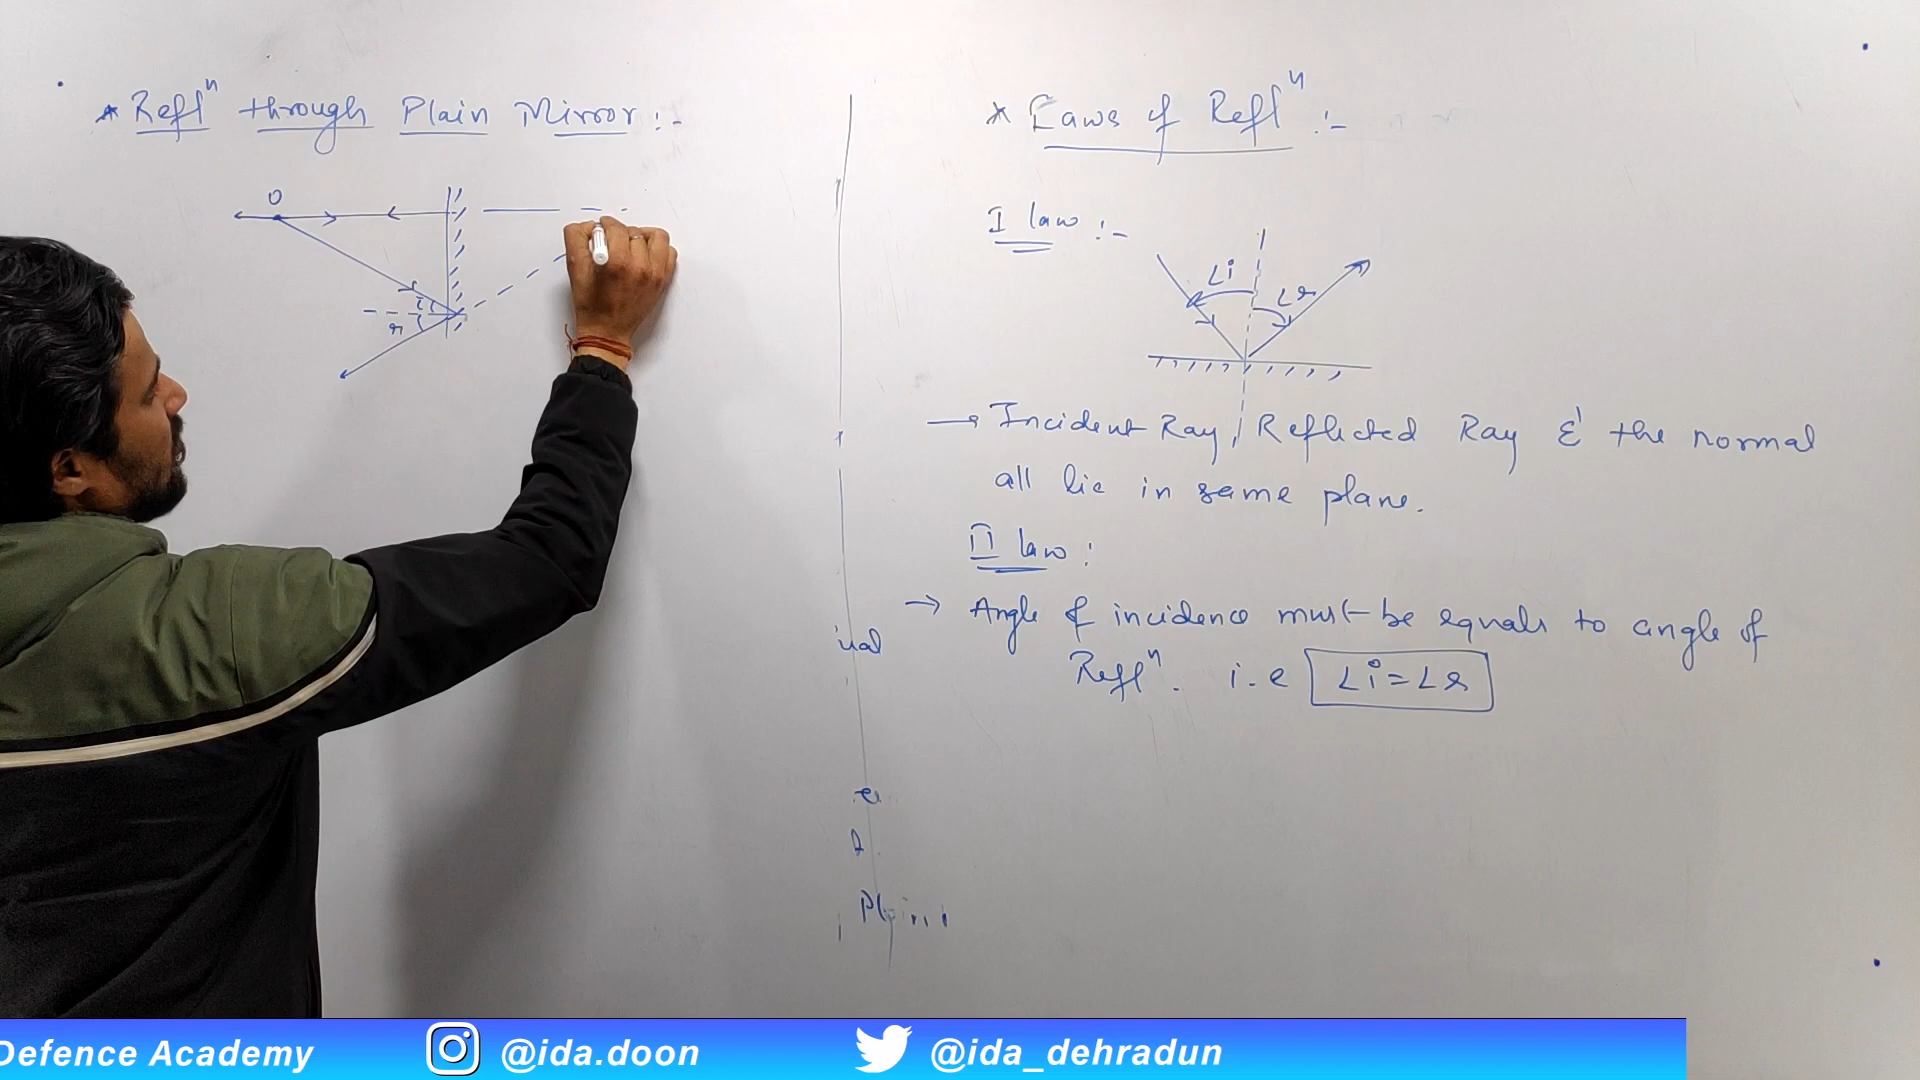 * Reflⁿ through Plain Mirror :-
O
i
r
* Laws of Reflⁿ :-
I law :-
∠i
∠r
→ Incident Ray, Reflected Ray & the normal
all lie in same plane.
II law :
→ Angle of incidence must be equals to angle of
Reflⁿ. i.e ∠i=∠r
Defence Academy @ida.doon @ida_dehradun